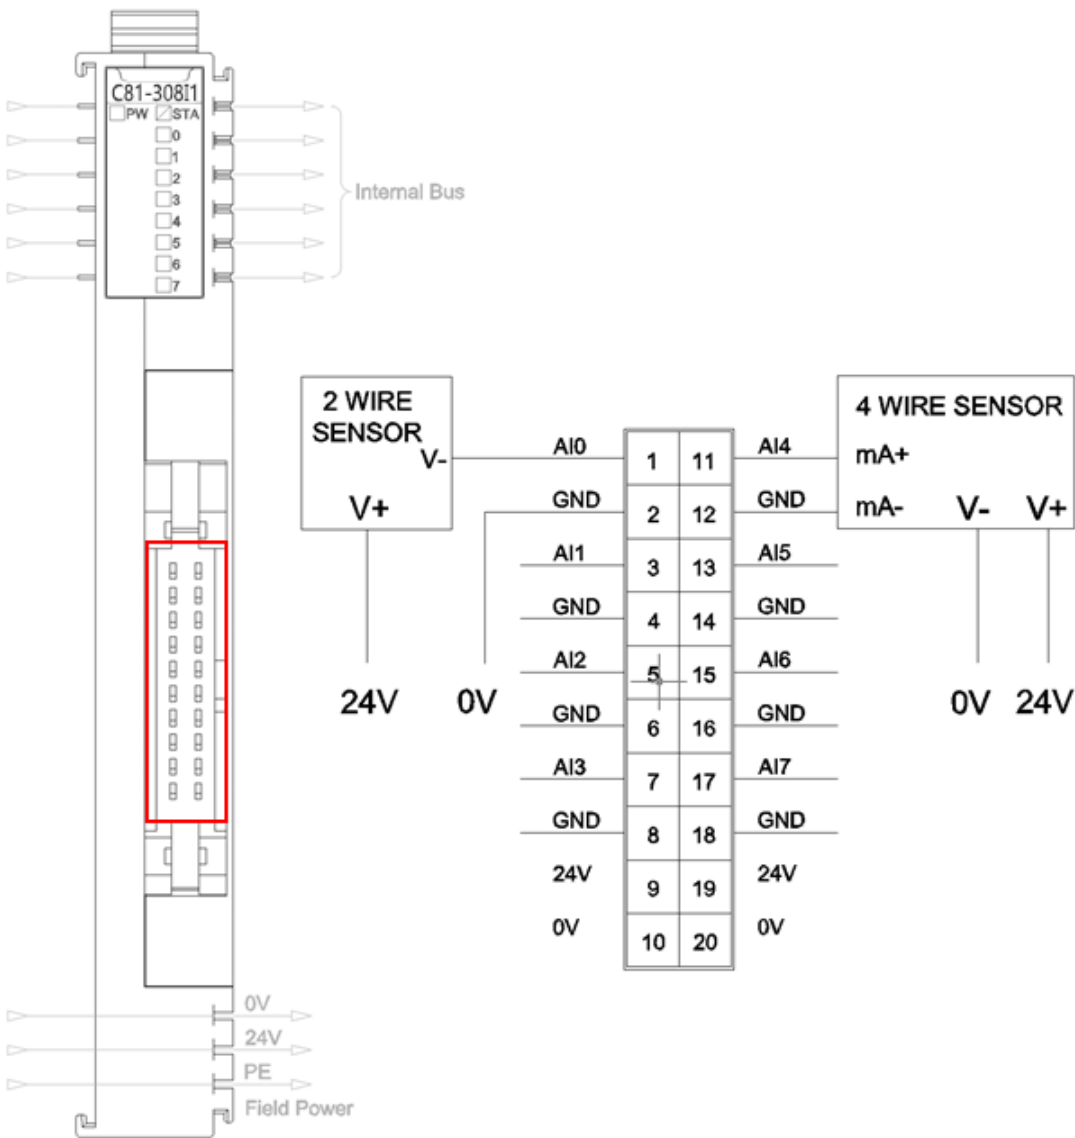 C81-308I1
PW STA
0
1
2
3
4
5
6
7
Internal Bus
2 WIRE
SENSOR
V-
V+
24V
0V
4 WIRE SENSOR
mA+
mA- V- V+
0V 24V
AI0 1 11 AI4
GND 2 12 GND
AI1 3 13 AI5
GND 4 14 GND
AI2 5 15 AI6
GND 6 16 GND
AI3 7 17 AI7
GND 8 18 GND
24V 9 19 24V
0V 10 20 0V
0V
24V
PE
Field Power